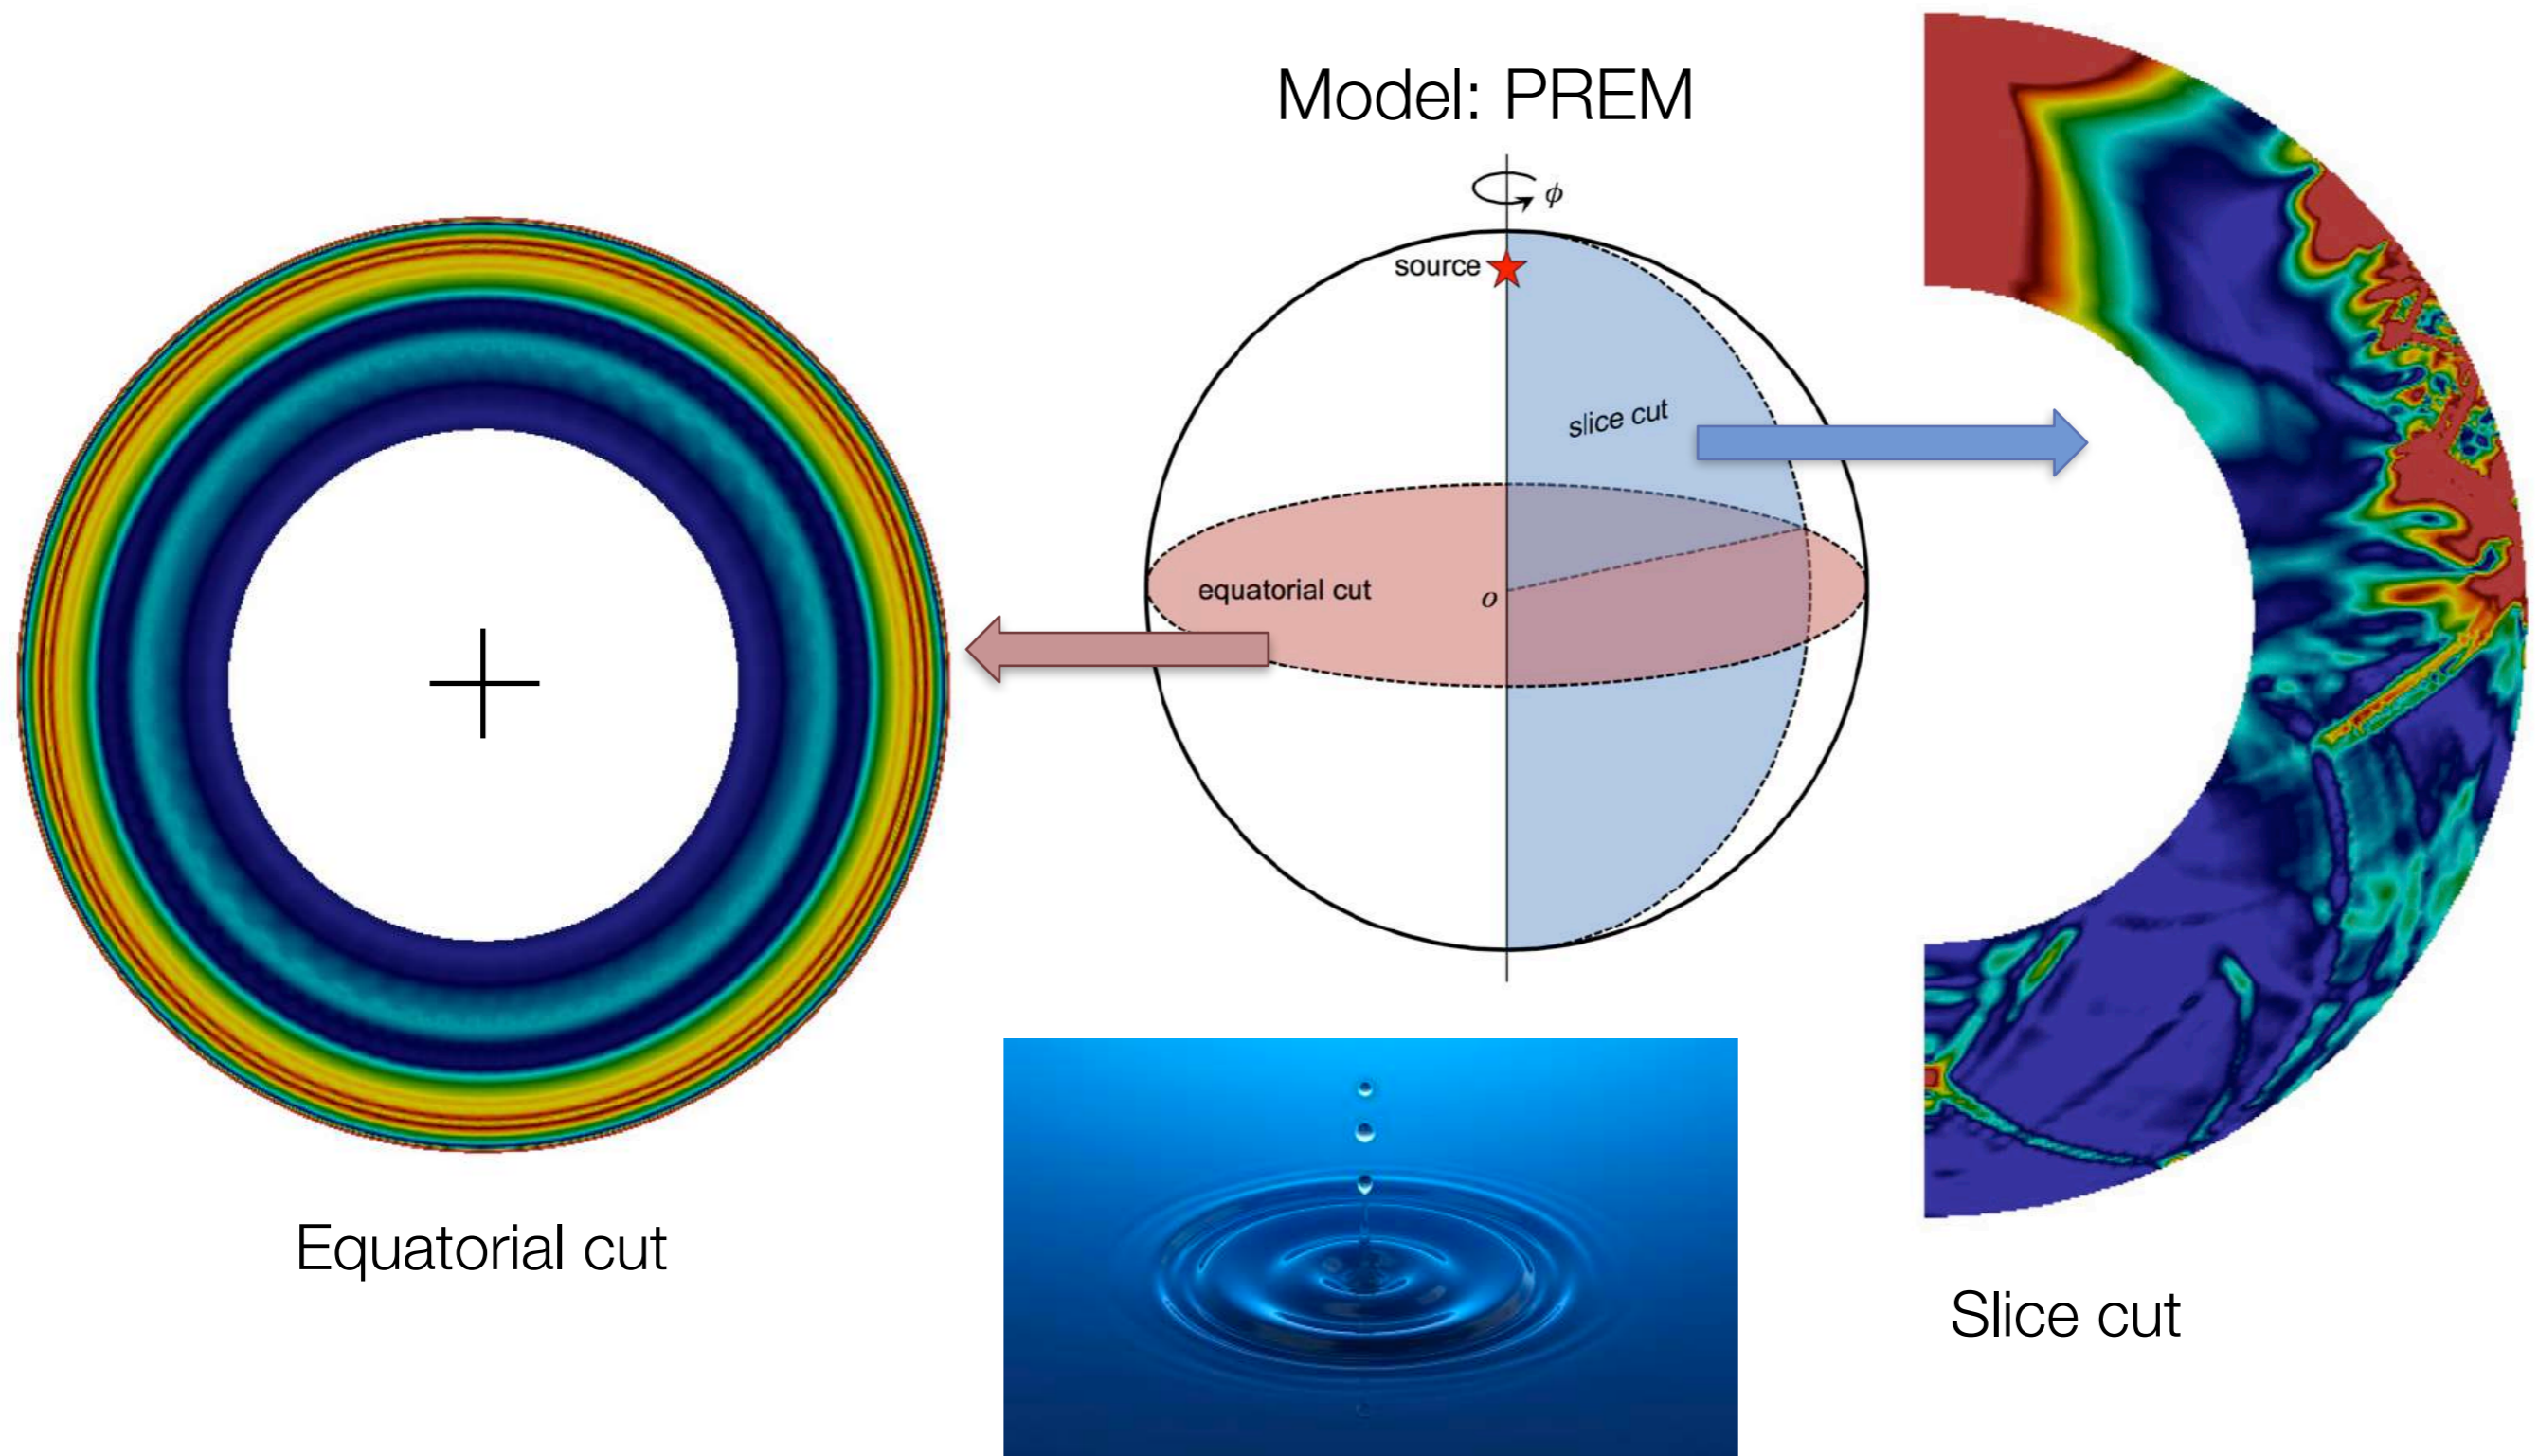 Model: PREM
ϕ
source
slice cut
equatorial cut
o
Equatorial cut
Slice cut